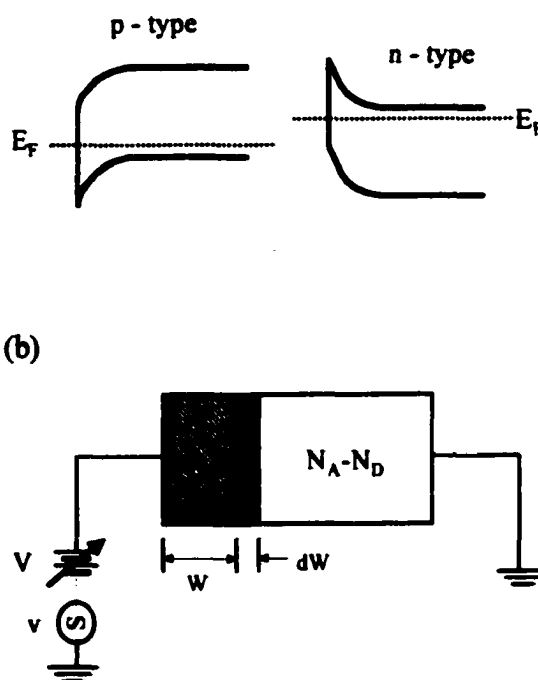 p - type
n - type
E_F
E_F
(b)
N_A-N_D
V
W
dW
v
S